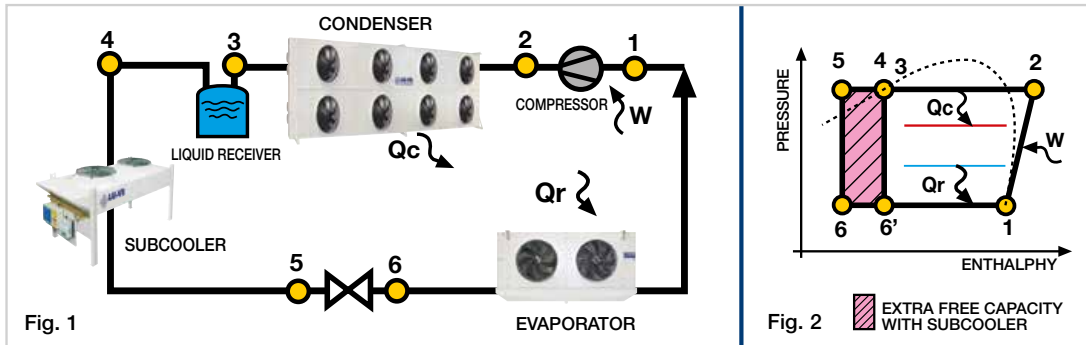 CONDENSER
4
3
2
1
COMPRESSOR
W
LIQUID RECEIVER
Qc
Qr
SUBCOOLER
5
6
EVAPORATOR
Fig. 1
PRESSURE
5
4
3
2
Qc
W
Qr
6
6’
1
ENTHALPHY
Fig. 2
EXTRA FREE CAPACITY
WITH SUBCOOLER